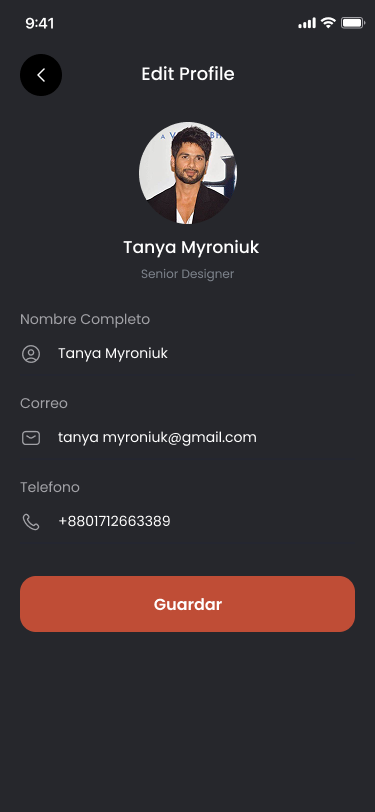 9:41
Edit Profile
Tanya Myroniuk
Senior Designer
Nombre Completo
Tanya Myroniuk
Correo
tanya myroniuk@gmail.com
Telefono
+8801712663389
Guardar